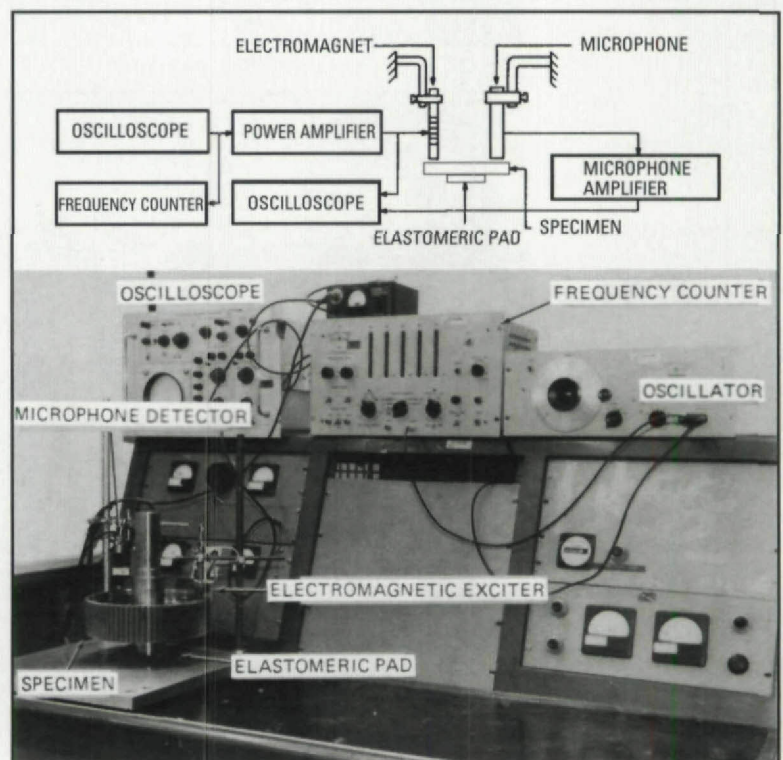 ELECTROMAGNET
MICROPHONE
OSCILLOSCOPE
POWER AMPLIFIER
MICROPHONE
AMPLIFIER
FREQUENCY COUNTER
OSCILLOSCOPE
SPECIMEN
ELASTOMERIC PAD
OSCILLOSCOPE
FREQUENCY COUNTER
OSCILLATOR
MICROPHONE DETECTOR
ELECTROMAGNETIC EXCITER
ELASTOMERIC PAD
SPECIMEN